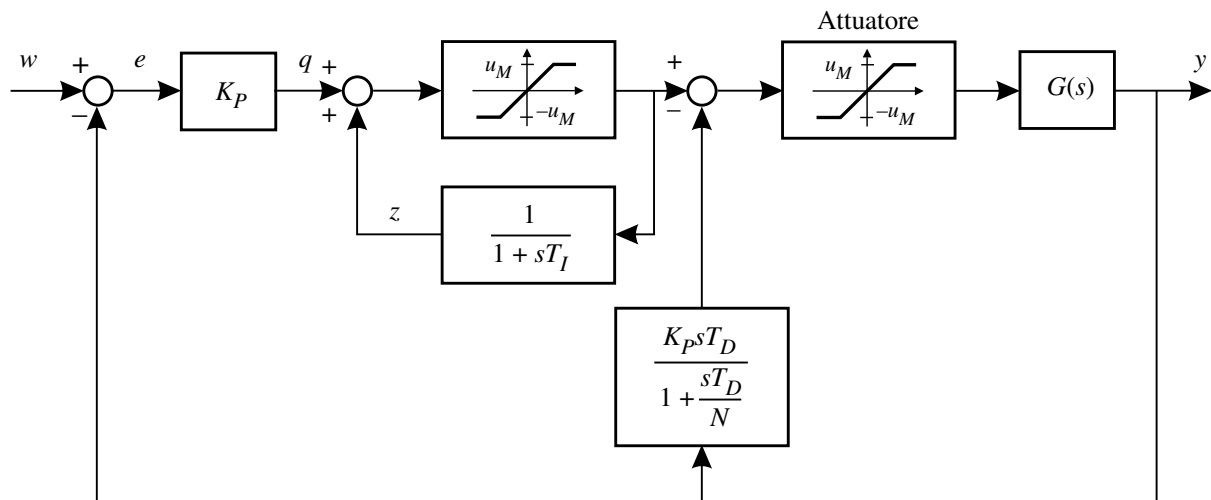 Attuatore
w
+
−
e
K_P
q
+
+
u_M
−u_M
+
−
u_M
−u_M
G(s)
y
z
1
1 + sT_I
K_P sT_D
1 + sT_D
N